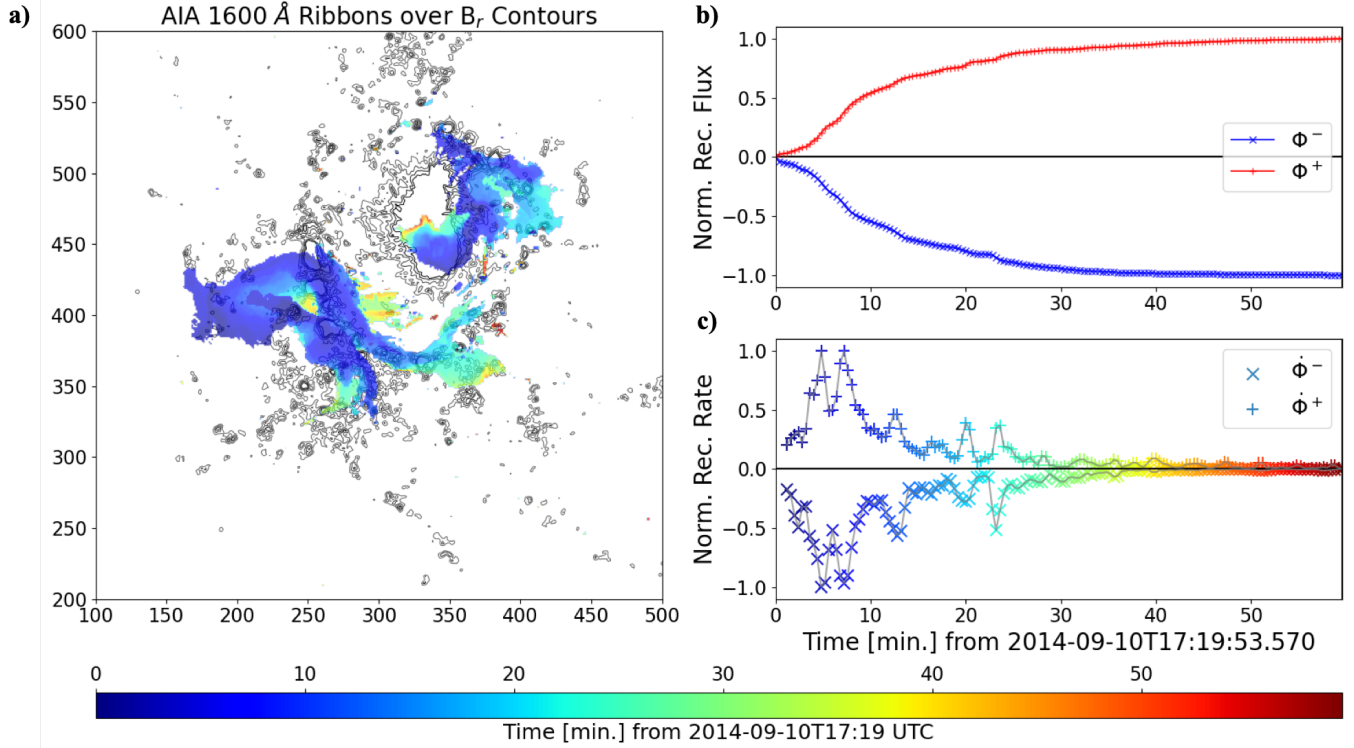 a)
AIA 1600 Å Ribbons over Br Contours
600
550
500
450
400
350
300
250
200
100 150 200 250 300 350 400 450 500
b)
Norm. Rec. Flux
1.0
0.5
0.0
−0.5
−1.0
Φ−
Φ+
0 10 20 30 40 50
c)
Norm. Rec. Rate
1.0
0.5
0.0
−0.5
−1.0
Φ̇−
Φ̇+
0 10 20 30 40 50
Time [min.] from 2014-09-10T17:19:53.570
0 10 20 30 40 50
Time [min.] from 2014-09-10T17:19 UTC